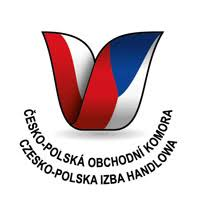 ČESKO-POLSKÁ OBCHODNÍ KOMORA
CZESKO-POLSKA IZBA HANDLOWA